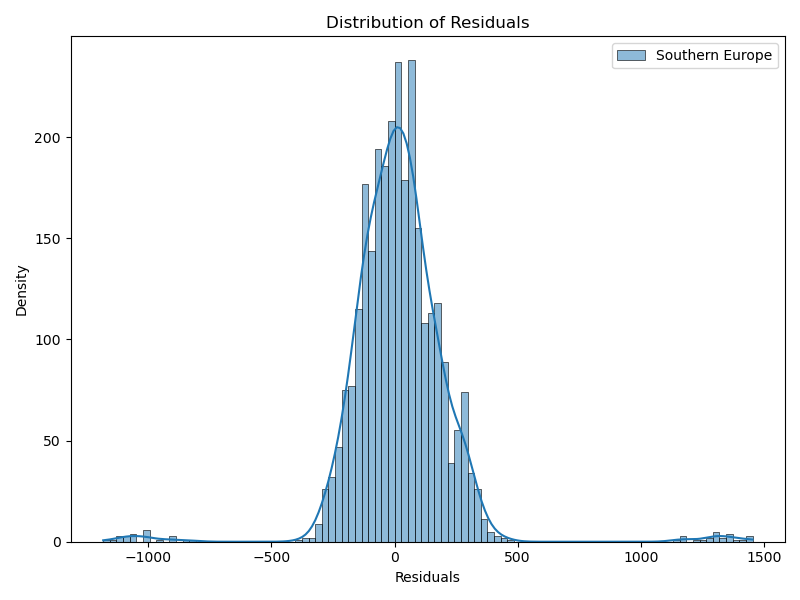 Distribution of Residuals
Southern Europe
200
150
100
50
0
Density
−1000
−500
0
500
1000
1500
Residuals